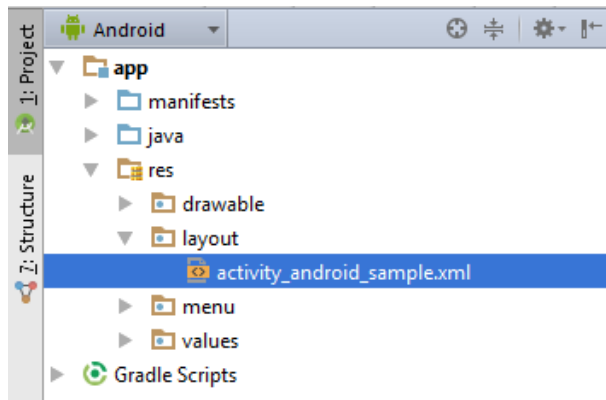 Android
1: Project
7: Structure
app
manifests
java
res
drawable
layout
activity_android_sample.xml
menu
values
Gradle Scripts